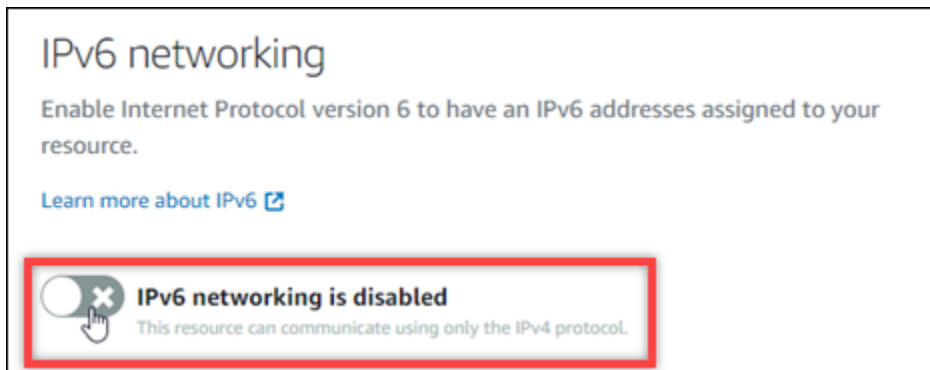 IPv6 networking
Enable Internet Protocol version 6 to have an IPv6 addresses assigned to your
resource.
Learn more about IPv6
IPv6 networking is disabled
This resource can communicate using only the IPv4 protocol.